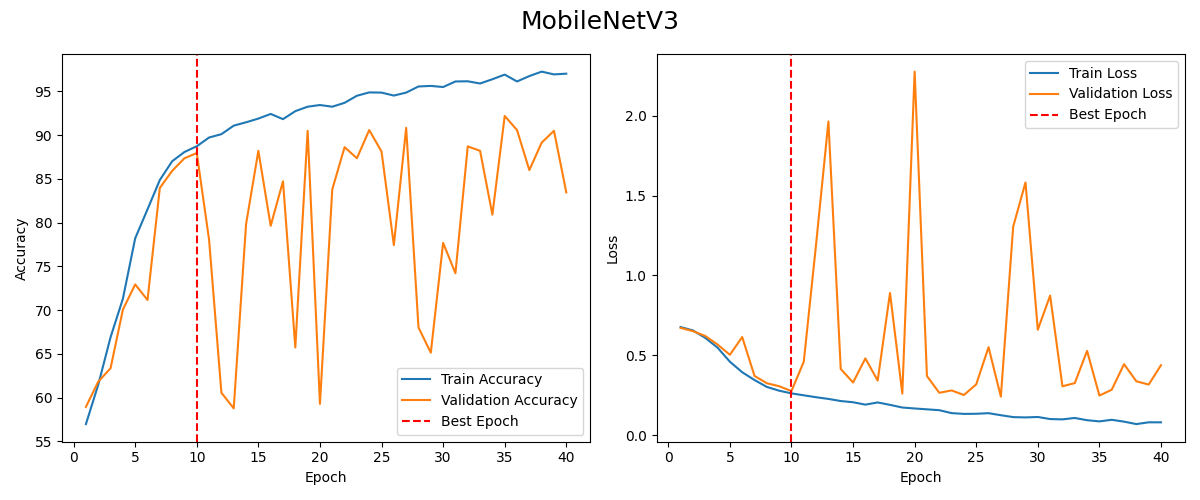 MobileNetV3
95
90
85
80
75
70
65
60
55
Accuracy
0
5
10
15
20
25
30
35
40
Epoch
Train Accuracy
Validation Accuracy
Best Epoch
2.0
1.5
1.0
0.5
0.0
Loss
0
5
10
15
20
25
30
35
40
Epoch
Train Loss
Validation Loss
Best Epoch